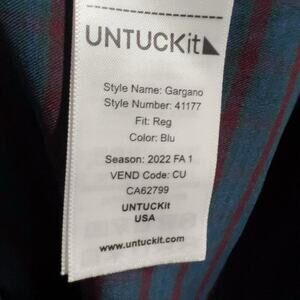 UNTUCKit
Style Name: Gargano
Style Number: 41177
Fit: Reg
Color: Blu
Season: 2022 FA 1
VEND Code: CU
CA62799
UNTUCKit
USA
www.untuckit.com